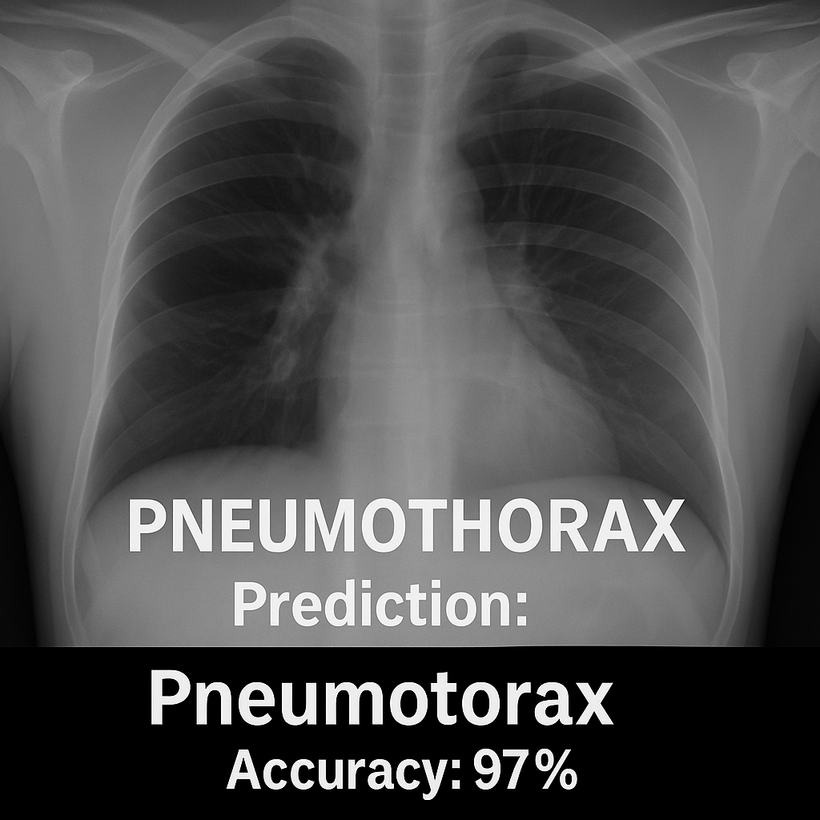 PNEUMOTHORAX
Prediction:
Pneumotorax
Accuracy: 97%